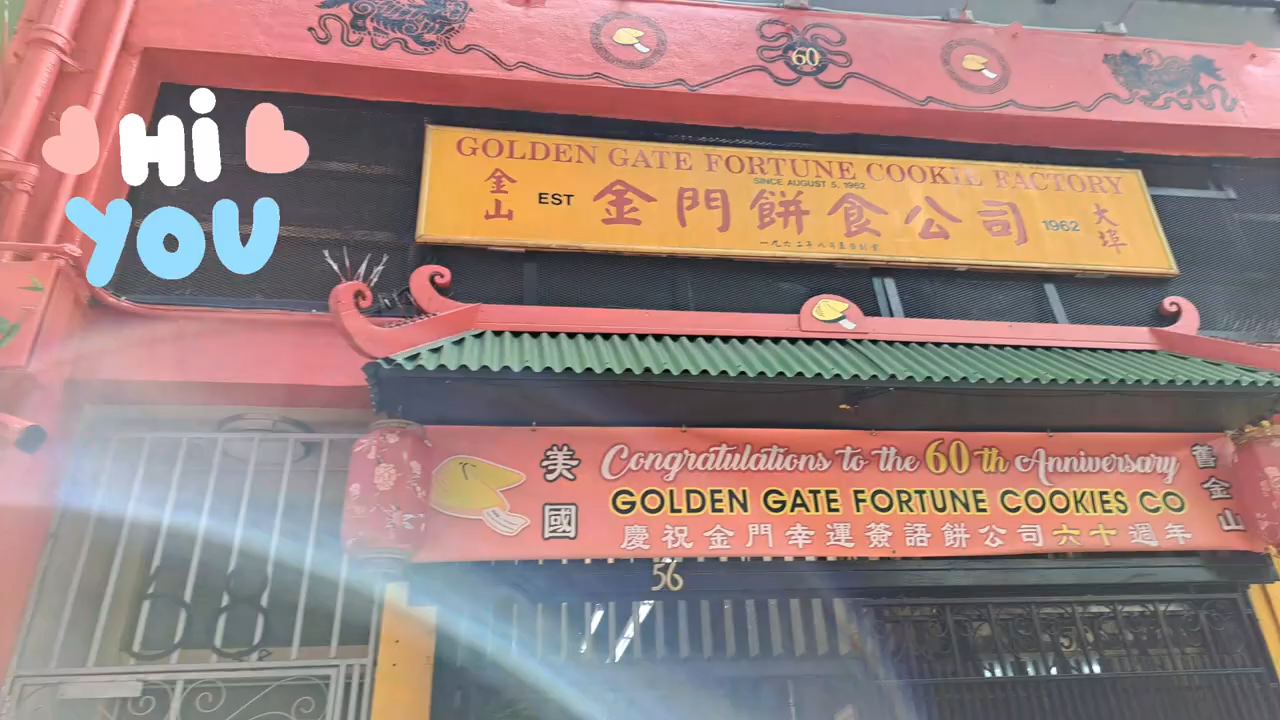 Hi
YOU
60
GOLDEN GATE FORTUNE COOKIE FACTORY
SINCE AUGUST 5, 1962
金山
EST
金門餅食公司
1962
大埠
美國
Congratulations to the 60th Anniversary
GOLDEN GATE FORTUNE COOKIES CO
慶祝金門幸運簽語餅公司六十週年
舊金山
56
58